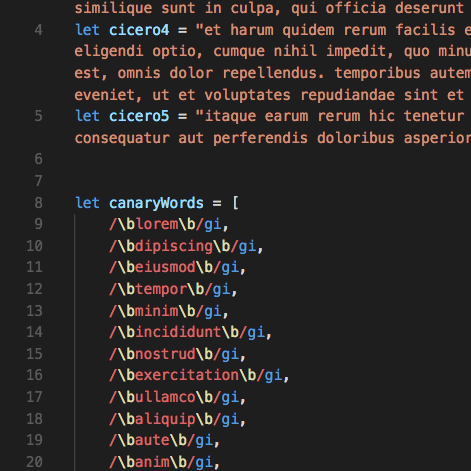 similique sunt in culpa, qui officia deserunt
4 let cicero4 = "et harum quidem rerum facilis e
eligendi optio, cumque nihil impedit, quo minu
est, omnis dolor repellendus. temporibus autem
eveniet, ut et voluptates repudiandae sint et
5 let cicero5 = "itaque earum rerum hic tenetur
consequatur aut perferendis doloribus asperior
6
7
8 let canaryWords = [
9 /\blorem\b/gi,
10 /\bdipiscing\b/gi,
11 /\beiusmod\b/gi,
12 /\btempor\b/gi,
13 /\bminim\b/gi,
14 /\bincididunt\b/gi,
15 /\bnostrud\b/gi,
16 /\bexercitation\b/gi,
17 /\bullamco\b/gi,
18 /\baliquip\b/gi,
19 /\baute\b/gi,
20 /\banim\b/gi,